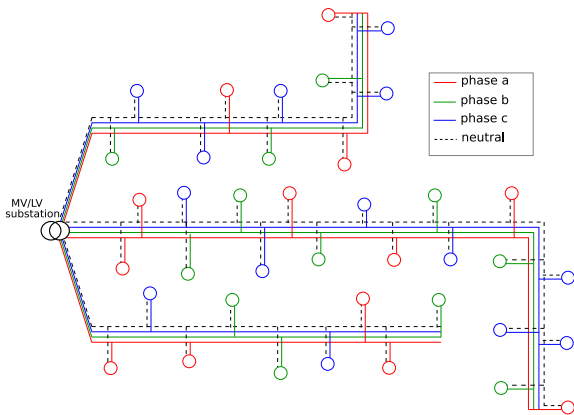 phase a
phase b
phase c
neutral
MV/LV
substation